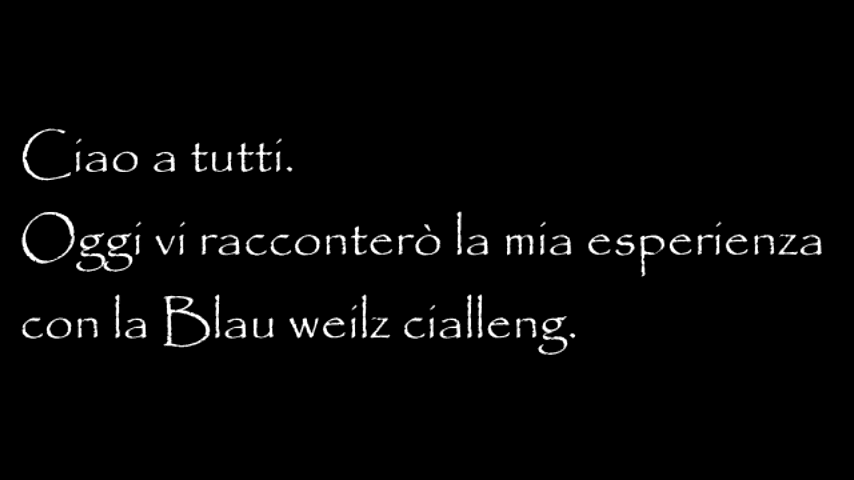 Ciao a tutti.
Oggi vi racconterò la mia esperienza
con la Blau weilz cialleng.